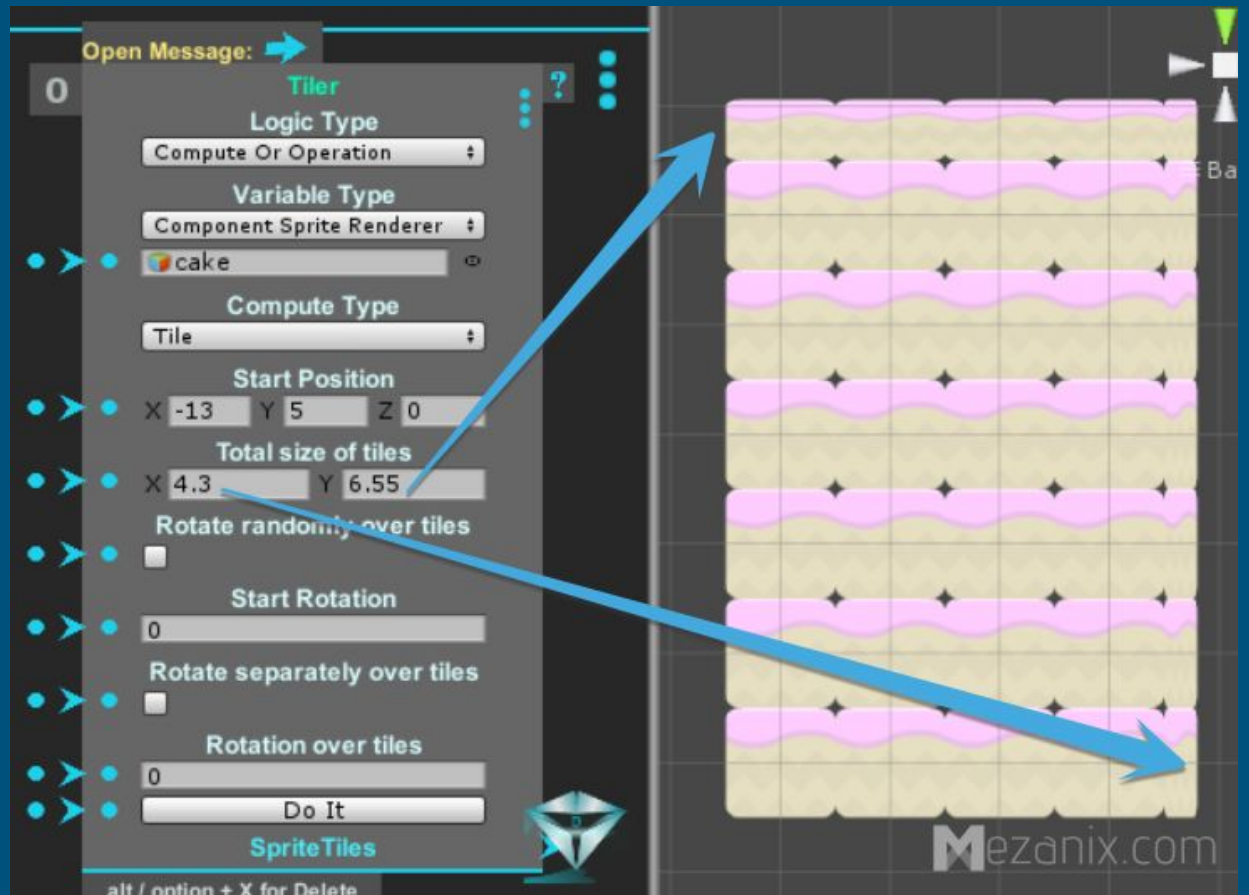 Open Message:
0
Tiler
?
Logic Type
Compute Or Operation
Variable Type
Component Sprite Renderer
cake
Compute Type
Tile
Start Position
X -13 Y 5 Z 0
Total size of tiles
X 4.3 Y 6.55
Rotate randomly over tiles
Start Rotation
0
Rotate separately over tiles
Rotation over tiles
0
Do It
SpriteTiles
alt / option + X for Delete
Ba
Mezanix.com